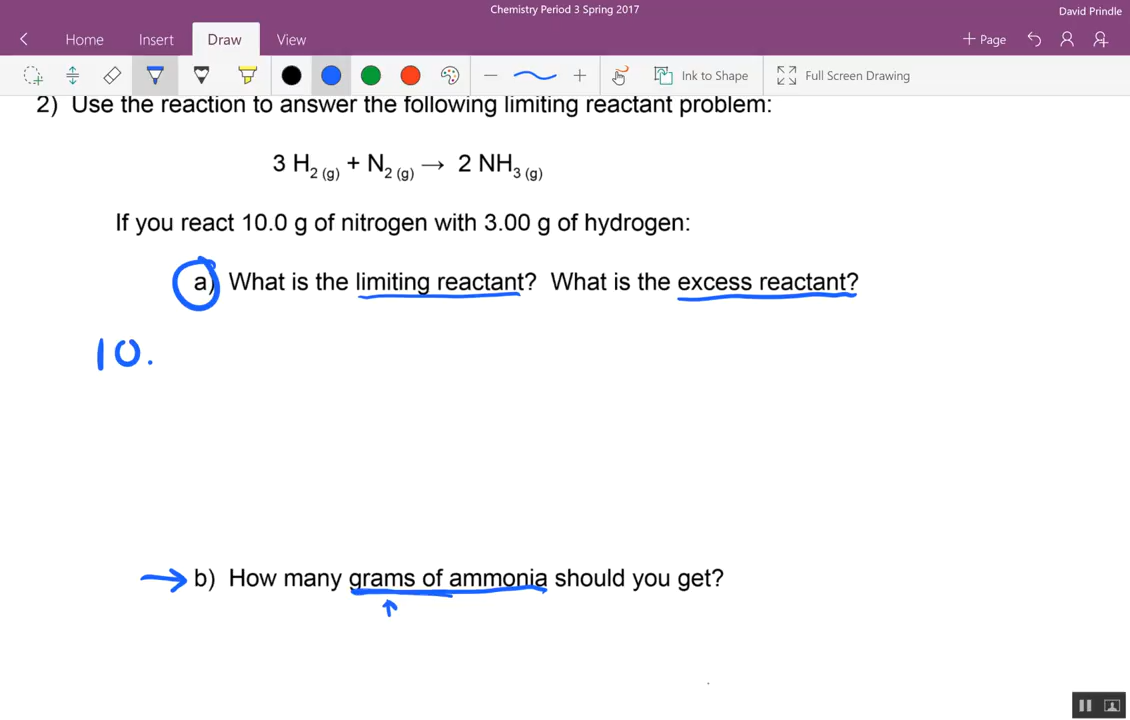 Chemistry Period 3 Spring 2017
David Prindle
Home Insert Draw View
+ Page
Ink to Shape Full Screen Drawing
2) Use the reaction to answer the following limiting reactant problem:
3 H₂ (g) + N₂ (g) → 2 NH₃ (g)
If you react 10.0 g of nitrogen with 3.00 g of hydrogen:
a) What is the limiting reactant? What is the excess reactant?
10.
b) How many grams of ammonia should you get?